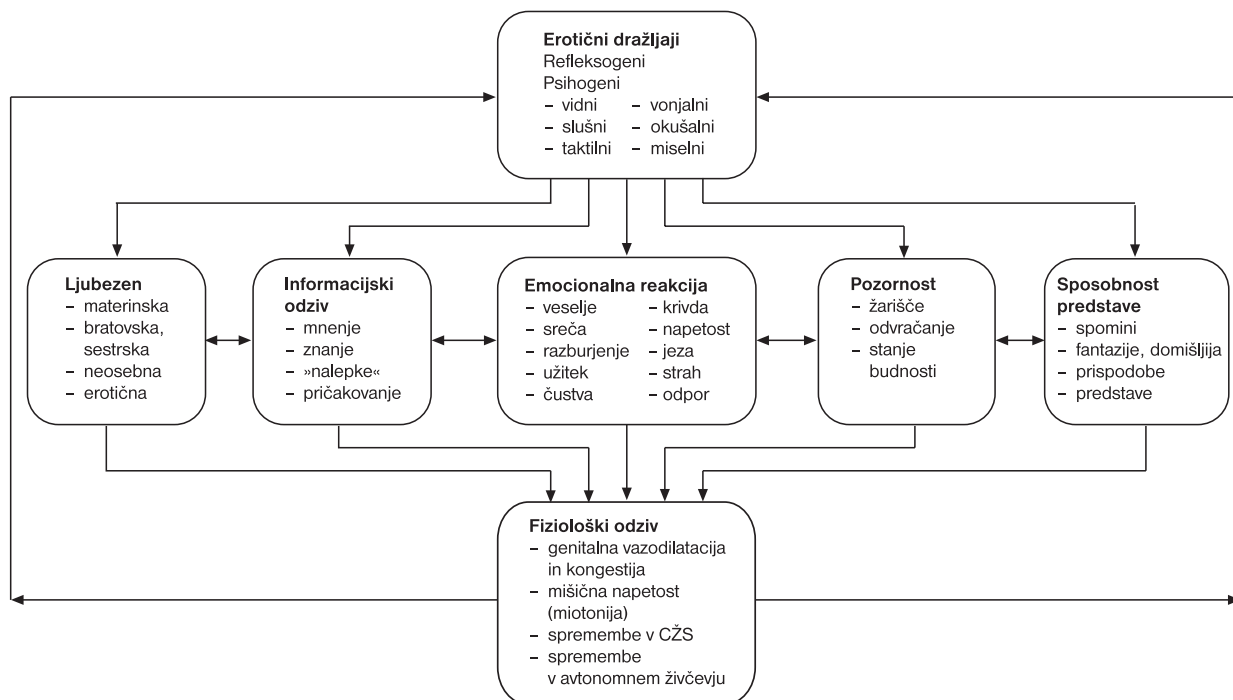 Erotični dražljaji
Refleksogeni
Psihogeni
– vidni – vonjalni
– slušni – okušalni
– taktilni – miselni
Ljubezen
– materinska
– bratovska,
sestrska
– neosebna
– erotična
Informacijski
odziv
– mnenje
– znanje
– »nalepke«
– pričakovanje
Emocionalna reakcija
– veselje – krivda
– sreča – napetost
– razburjenje – jeza
– užitek – strah
– čustva – odpor
Pozornost
– žarišče
– odvračanje
– stanje
budnosti
Sposobnost
predstave
– spomini
– fantazije, domišljija
– prispodobe
– predstave
Fiziološki odziv
– genitalna vazodilatacija
in kongestija
– mišična napetost
(miotonija)
– spremembe v CŽS
– spremembe
v avtonomnem živčevju